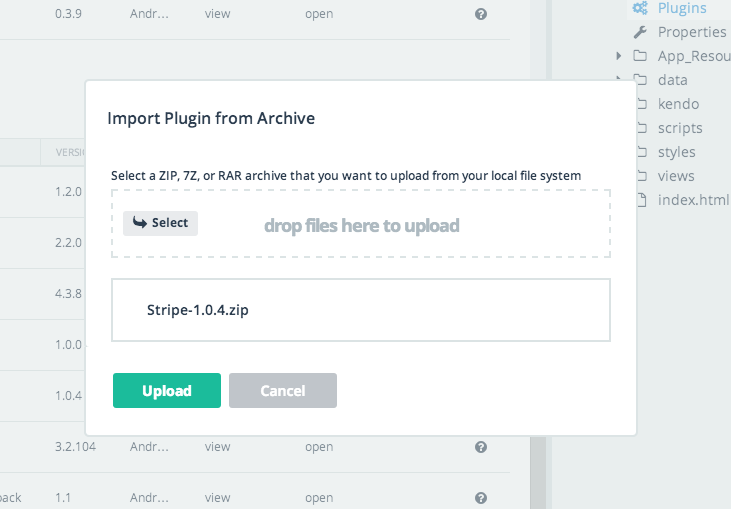 0.3.9 Andr... view open
Plugins
Properties
App_Resou
data
kendo
scripts
styles
views
index.html
Import Plugin from Archive
Select a ZIP, 7Z, or RAR archive that you want to upload from your local file system
Select drop files here to upload
Stripe-1.0.4.zip
Upload Cancel
VERSI
1.2.0
2.2.0
4.3.8
1.0.0
1.0.4
3.2.104 Andr... view open
back 1.1 Andr... view open